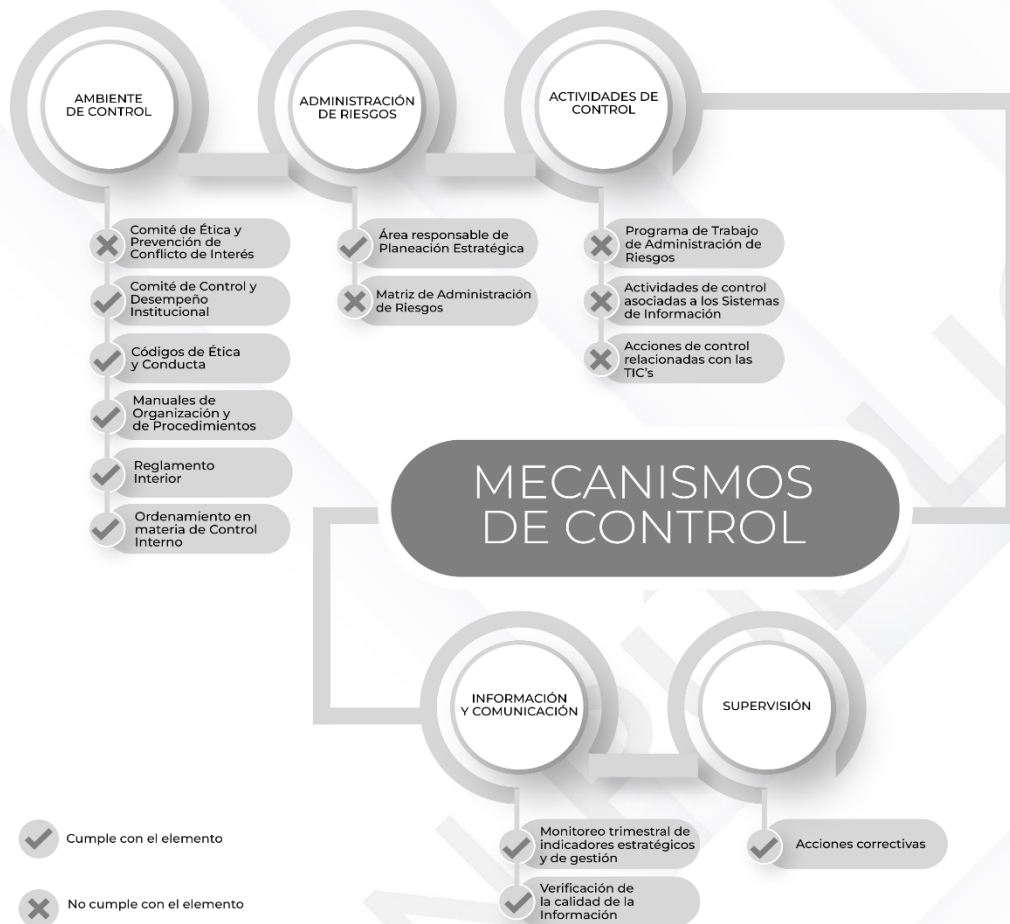 AMBIENTE
DE CONTROL
ADMINISTRACIÓN
DE RIESGOS
ACTIVIDADES DE
CONTROL
Comité de Ética y
Prevención de
Conflicto de Interés
Comité de Control y
Desempeño
Institucional
Códigos de Ética
y Conducta
Manuales de
Organización y
de Procedimientos
Reglamento
Interior
Ordenamiento en
materia de Control
Interno
Área responsable de
Planeación Estratégica
Matriz de Administración
de Riesgos
Programa de Trabajo
de Administración de
Riesgos
Actividades de control
asociadas a los Sistemas
de Información
Acciones de control
relacionadas con las
TIC's
MECANISMOS
DE CONTROL
INFORMACIÓN
Y COMUNICACIÓN
SUPERVISIÓN
Monitoreo trimestral de
indicadores estratégicos
y de gestión
Verificación de
la calidad de la
Información
Acciones correctivas
Cumple con el elemento
No cumple con el elemento